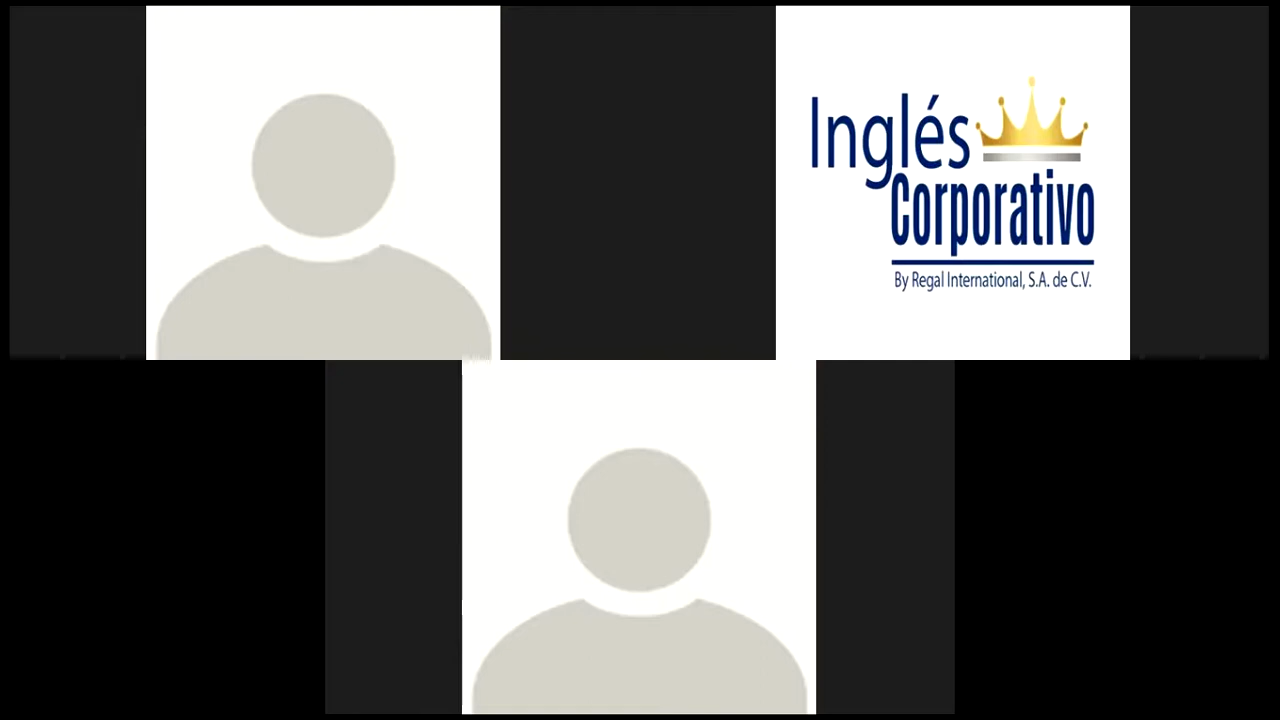 Inglés
Corporativo
By Regal International, S.A. de C.V.